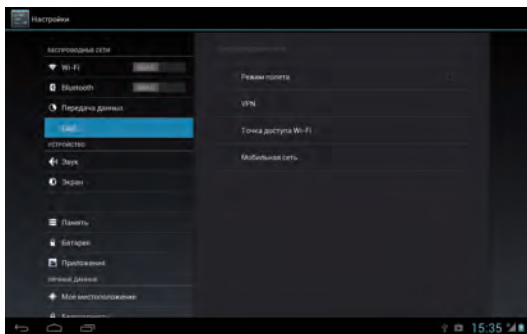 Настройки
БЕСПРОВОДНЫЕ СЕТИ
Wi-Fi
Bluetooth
Передача данных
УСТРОЙСТВО
Звук
Экран
Память
Батарея
Приложения
ЛИЧНЫЕ ДАННЫЕ
Мое местоположение
Режим полета
VPN
Точка доступа Wi-Fi
Мобильная сеть
15:35